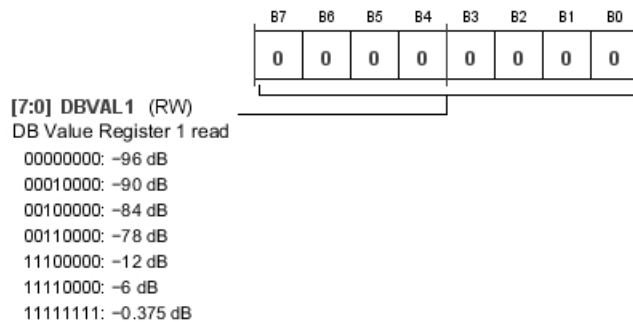 B7 B6 B5 B4 B3 B2 B1 B0
0 0 0 0 0 0 0 0
[7:0] DBVAL1 (RW)
DB Value Register 1 read
00000000: −96 dB
00010000: −90 dB
00100000: −84 dB
00110000: −78 dB
11100000: −12 dB
11110000: −6 dB
11111111: −0.375 dB